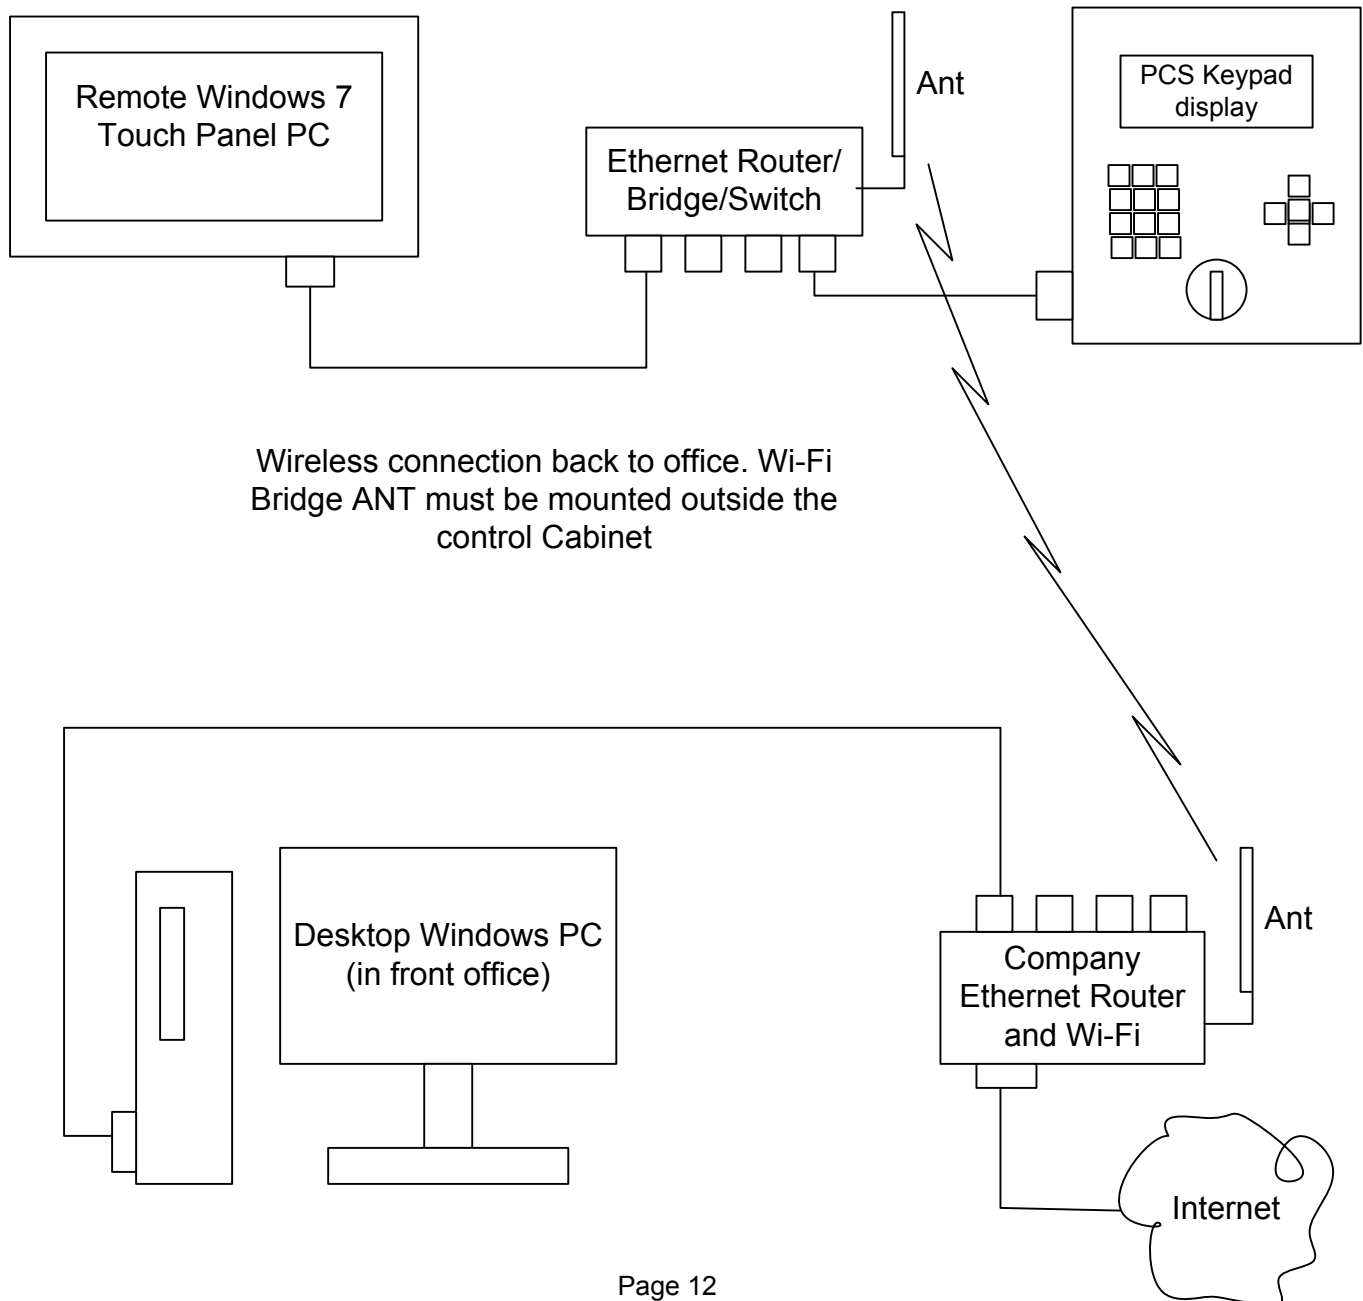 Remote Windows 7
Touch Panel PC
Ethernet Router/
Bridge/Switch
Ant
PCS Keypad
display
Wireless connection back to office. Wi-Fi
Bridge ANT must be mounted outside the
control Cabinet
Desktop Windows PC
(in front office)
Company
Ethernet Router
and Wi-Fi
Ant
Internet
Page 12